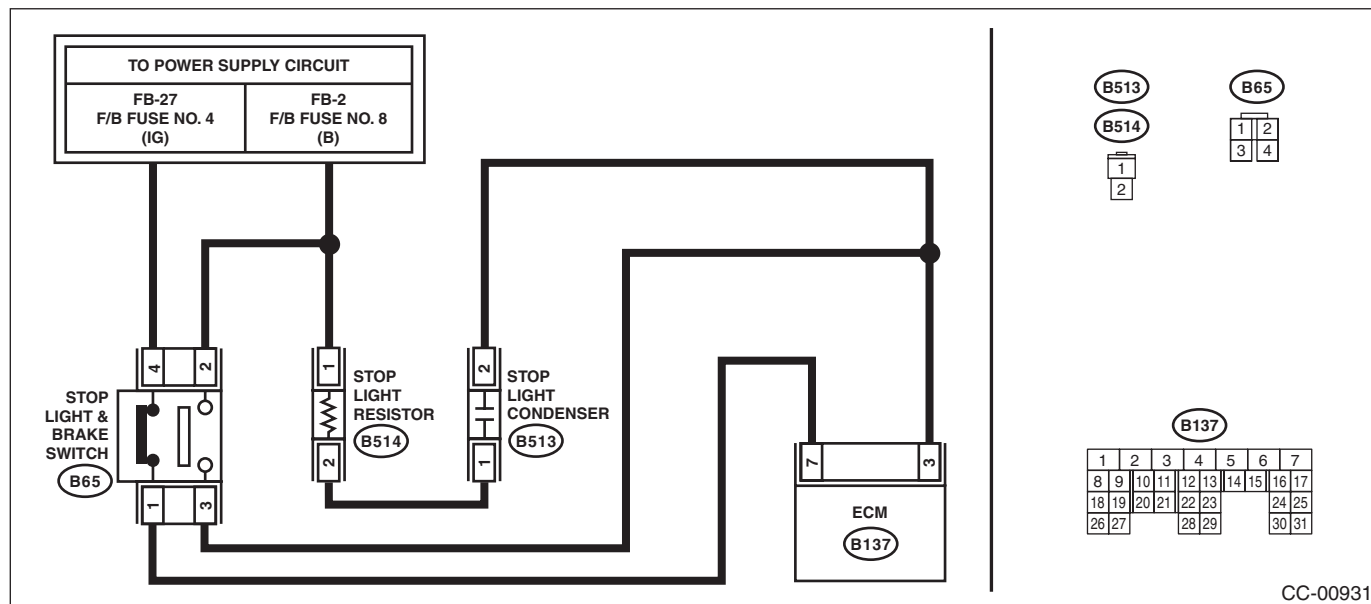 TO POWER SUPPLY CIRCUIT
FB-27
F/B FUSE NO. 4
(IG)
FB-2
F/B FUSE NO. 8
(B)
4
2
STOP
LIGHT &
BRAKE
SWITCH
B65
1
3
1
STOP
LIGHT
RESISTOR
B514
2
2
STOP
LIGHT
CONDENSER
B513
1
7
3
ECM
B137
B513
B514
1
2
B65
1 2
3 4
B137
1 2 3 4 5 6 7
8 9 10 11 12 13 14 15 16 17
18 19 20 21 22 23 24 25
26 27 28 29 30 31
CC-00931